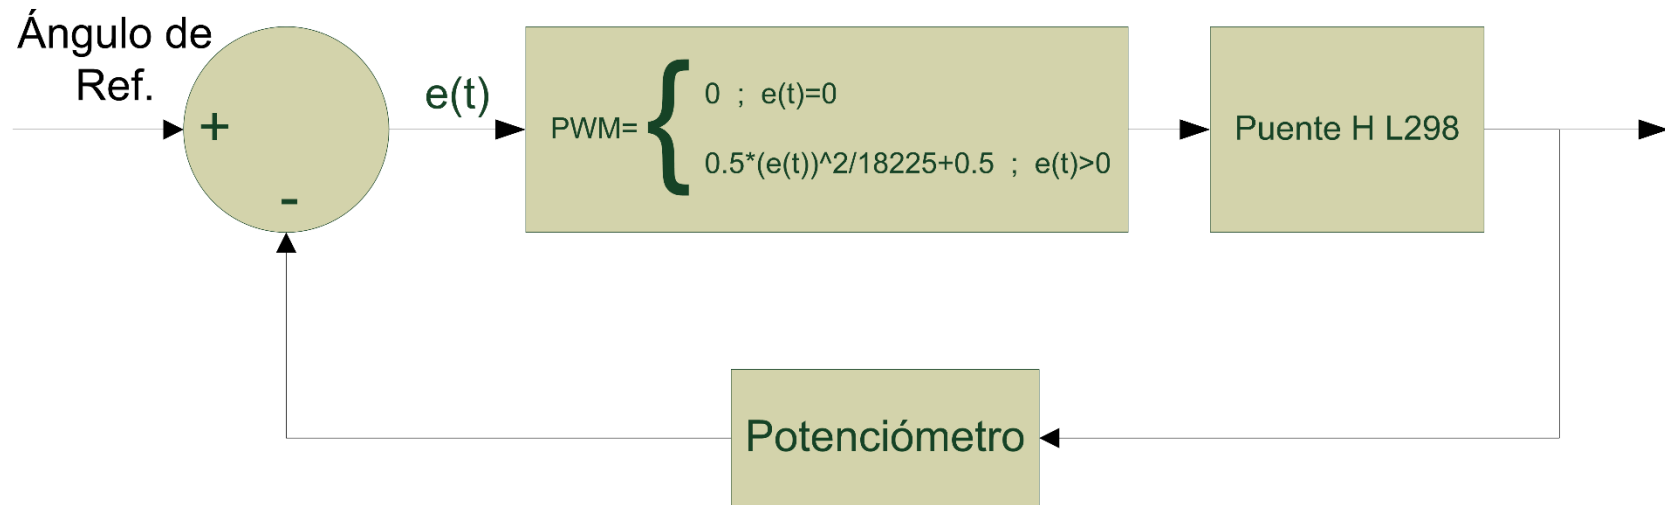 Ángulo de
Ref.
+
-
e(t)
PWM=
{
0 ; e(t)=0
0.5*(e(t))^2/18225+0.5 ; e(t)>0
Puente H L298
Potenciómetro